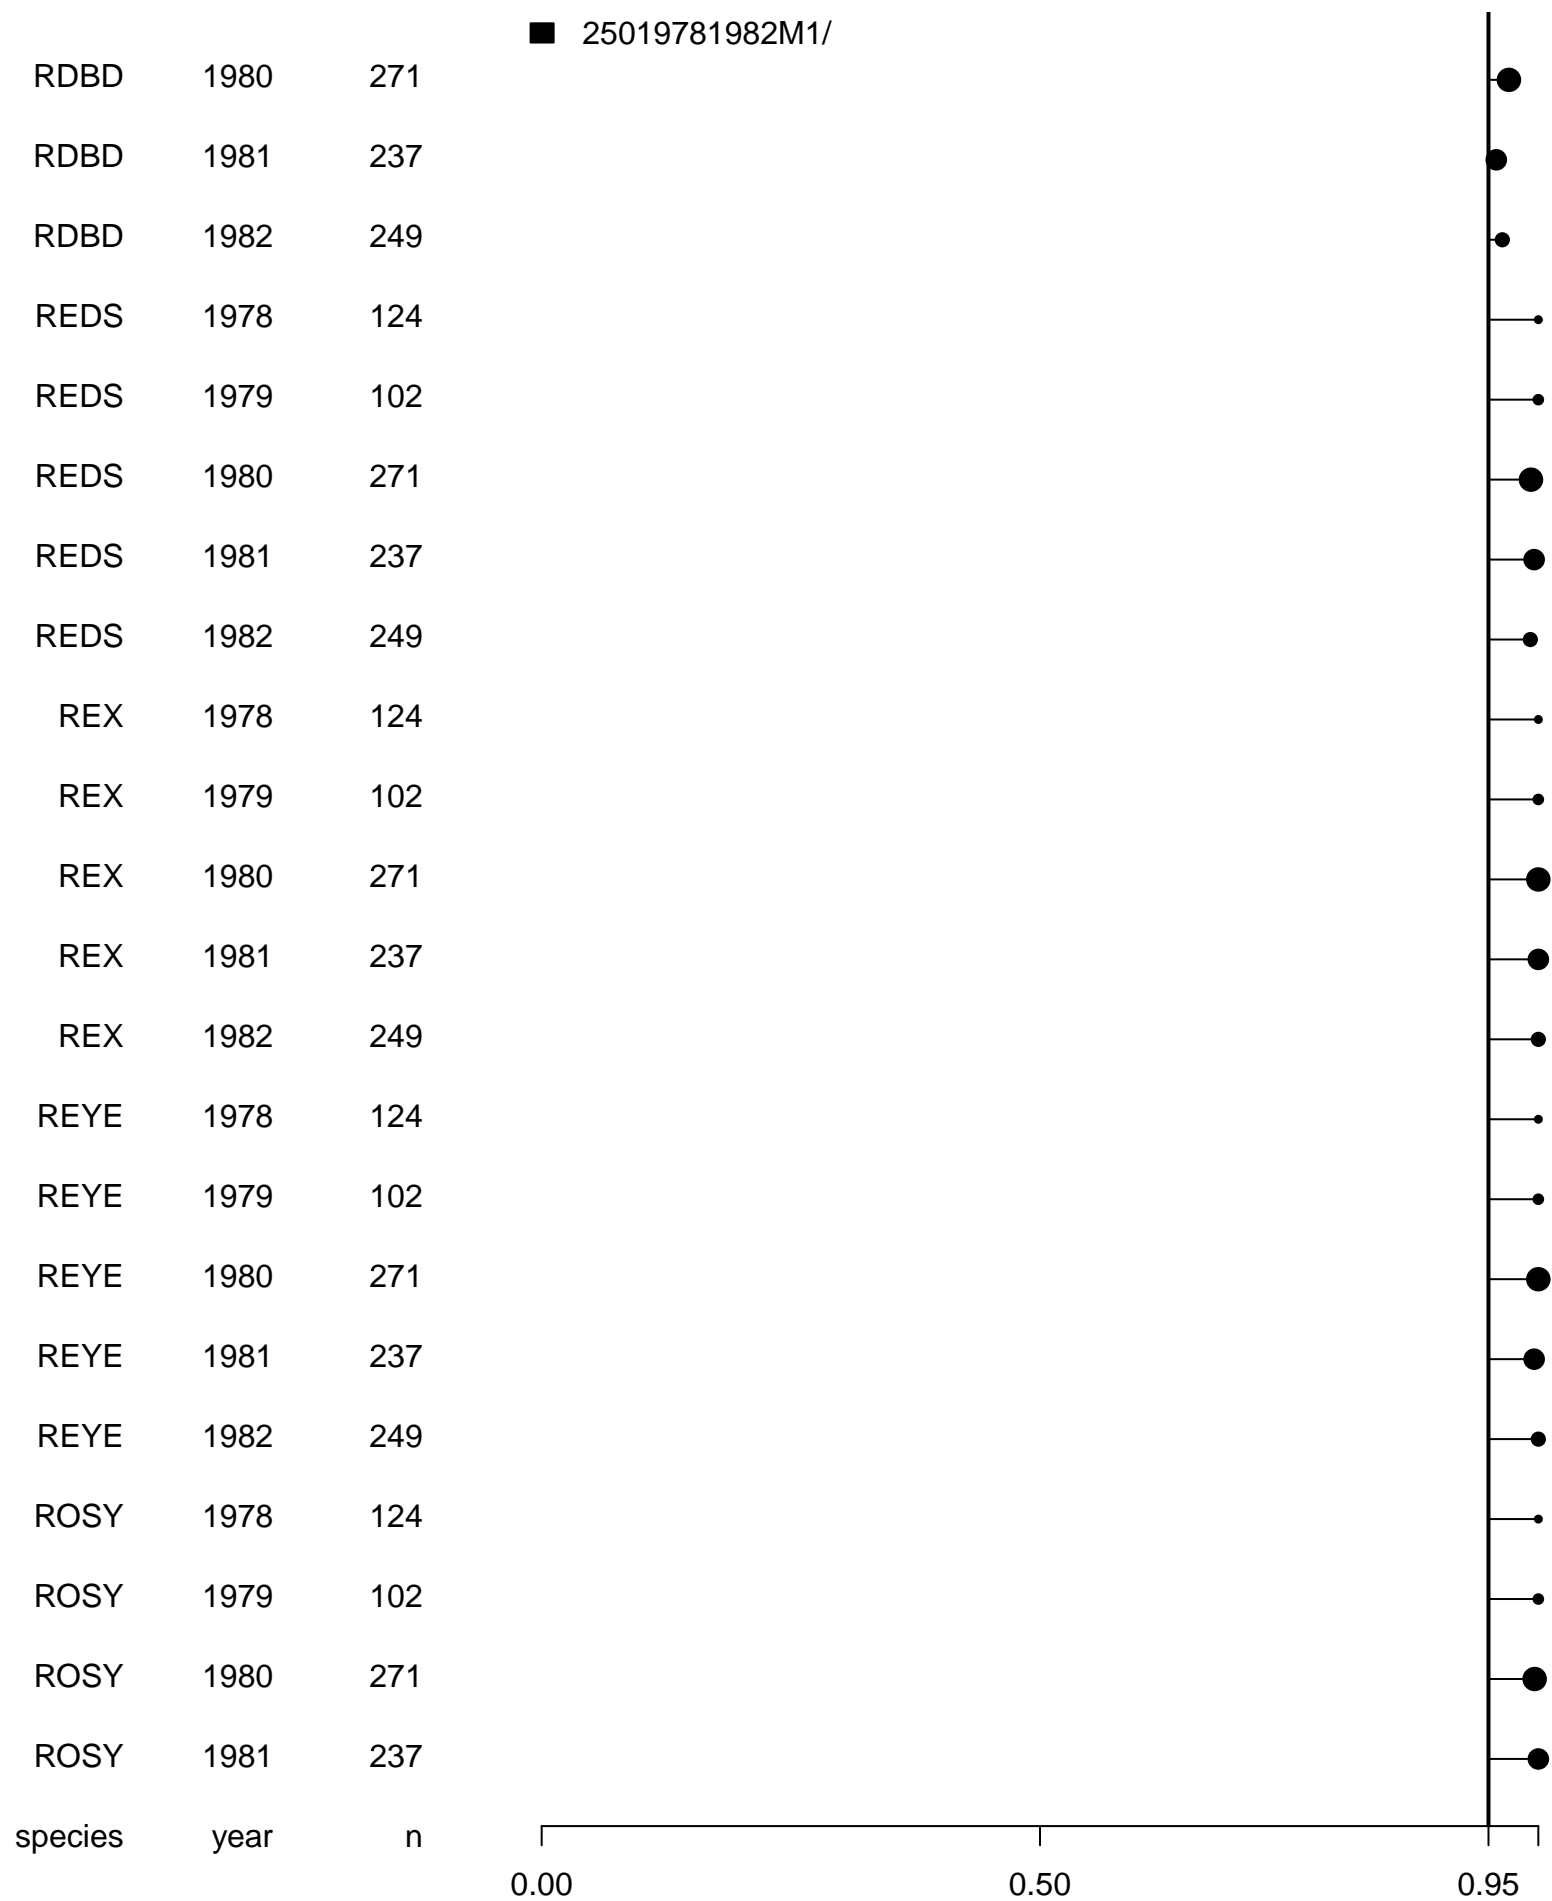 25019781982M1/
RDBD 1980 271
RDBD 1981 237
RDBD 1982 249
REDS 1978 124
REDS 1979 102
REDS 1980 271
REDS 1981 237
REDS 1982 249
REX 1978 124
REX 1979 102
REX 1980 271
REX 1981 237
REX 1982 249
REYE 1978 124
REYE 1979 102
REYE 1980 271
REYE 1981 237
REYE 1982 249
ROSY 1978 124
ROSY 1979 102
ROSY 1980 271
ROSY 1981 237
species year n
0.00 0.50 0.95